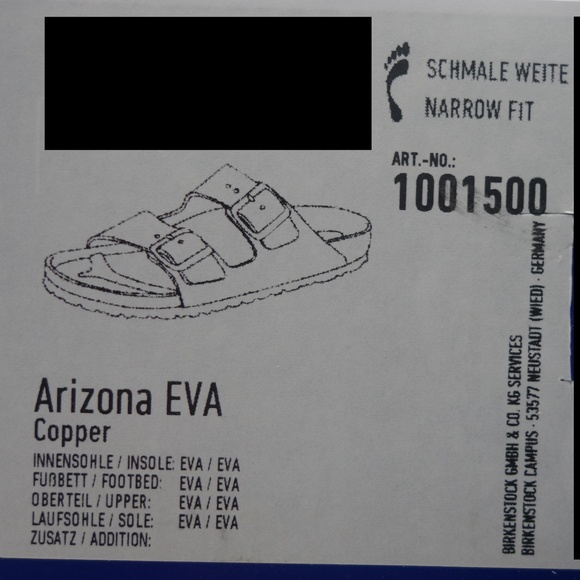 SCHMALE WEITE
NARROW FIT
ART.-NO.:
1001500
Arizona EVA
Copper
INNENSOHLE / INSOLE: EVA / EVA
FUßBETT / FOOTBED: EVA / EVA
OBERTEIL / UPPER: EVA / EVA
LAUFSOHLE / SOLE: EVA / EVA
ZUSATZ / ADDITION:
BIRKENSTOCK GMBH & CO. KG SERVICES
BIRKENSTOCK CAMPUS · 53577 NEUSTADT (WIED) · GERMANY